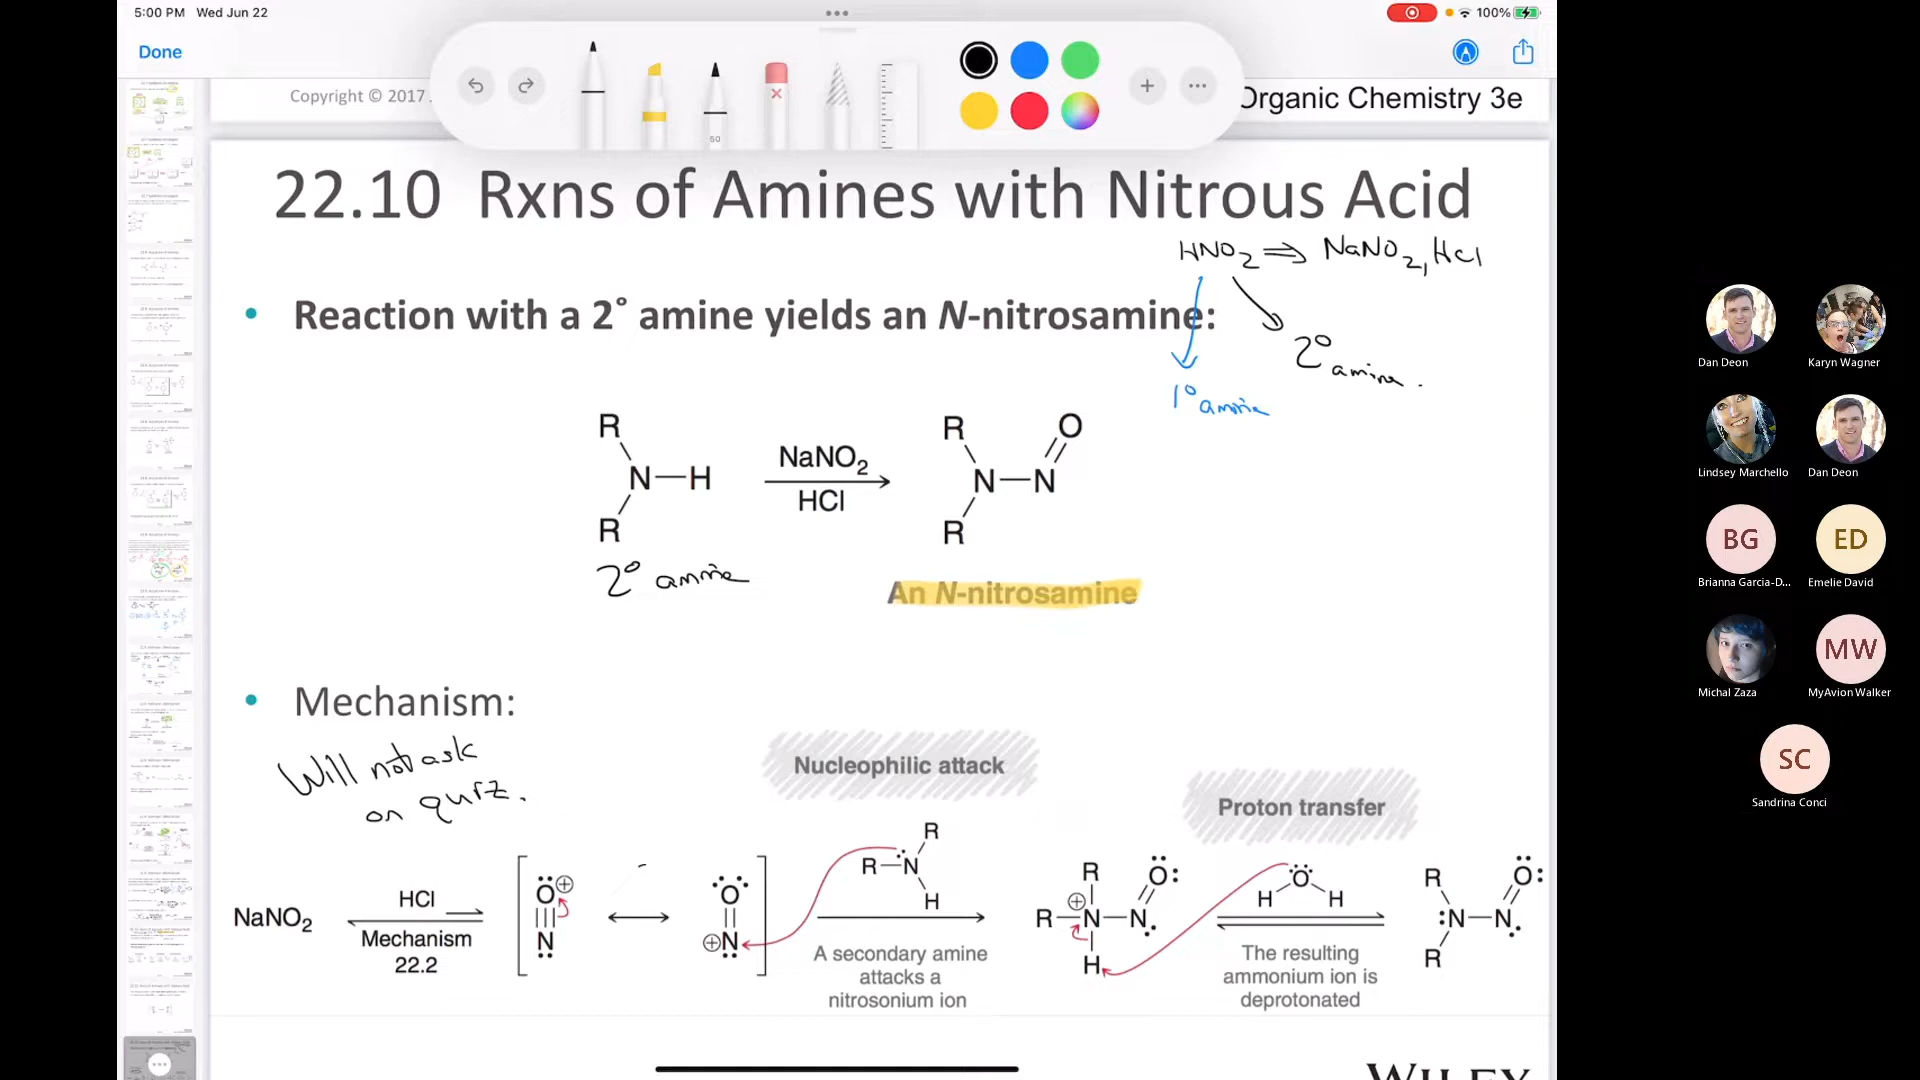 5:00 PM Wed Jun 22
100%
Done
50
Copyright © 2017
Organic Chemistry 3e
22.10 Rxns of Amines with Nitrous Acid
HNO2 ⇒ NaNO2, HCl
• Reaction with a 2° amine yields an N-nitrosamine:
2° amine.
1° amine
R
N—H
R
NaNO2
HCl
R
N—N
O
R
2° amine
An N-nitrosamine
• Mechanism:
Will not ask
on quiz.
Nucleophilic attack
Proton transfer
NaNO2
HCl
Mechanism
22.2
O
N
O
N
R
R—N
H
A secondary amine
attacks a
nitrosonium ion
R
O
R—N—N
H
O
H H
The resulting
ammonium ion is
deprotonated
R
O
N—N
R
WILEY
Dan Deon
Karyn Wagner
Lindsey Marchello
Dan Deon
BG
Brianna Garcia-D...
ED
Emelie David
Michal Zaza
MW
MyAvion Walker
SC
Sandrina Conci